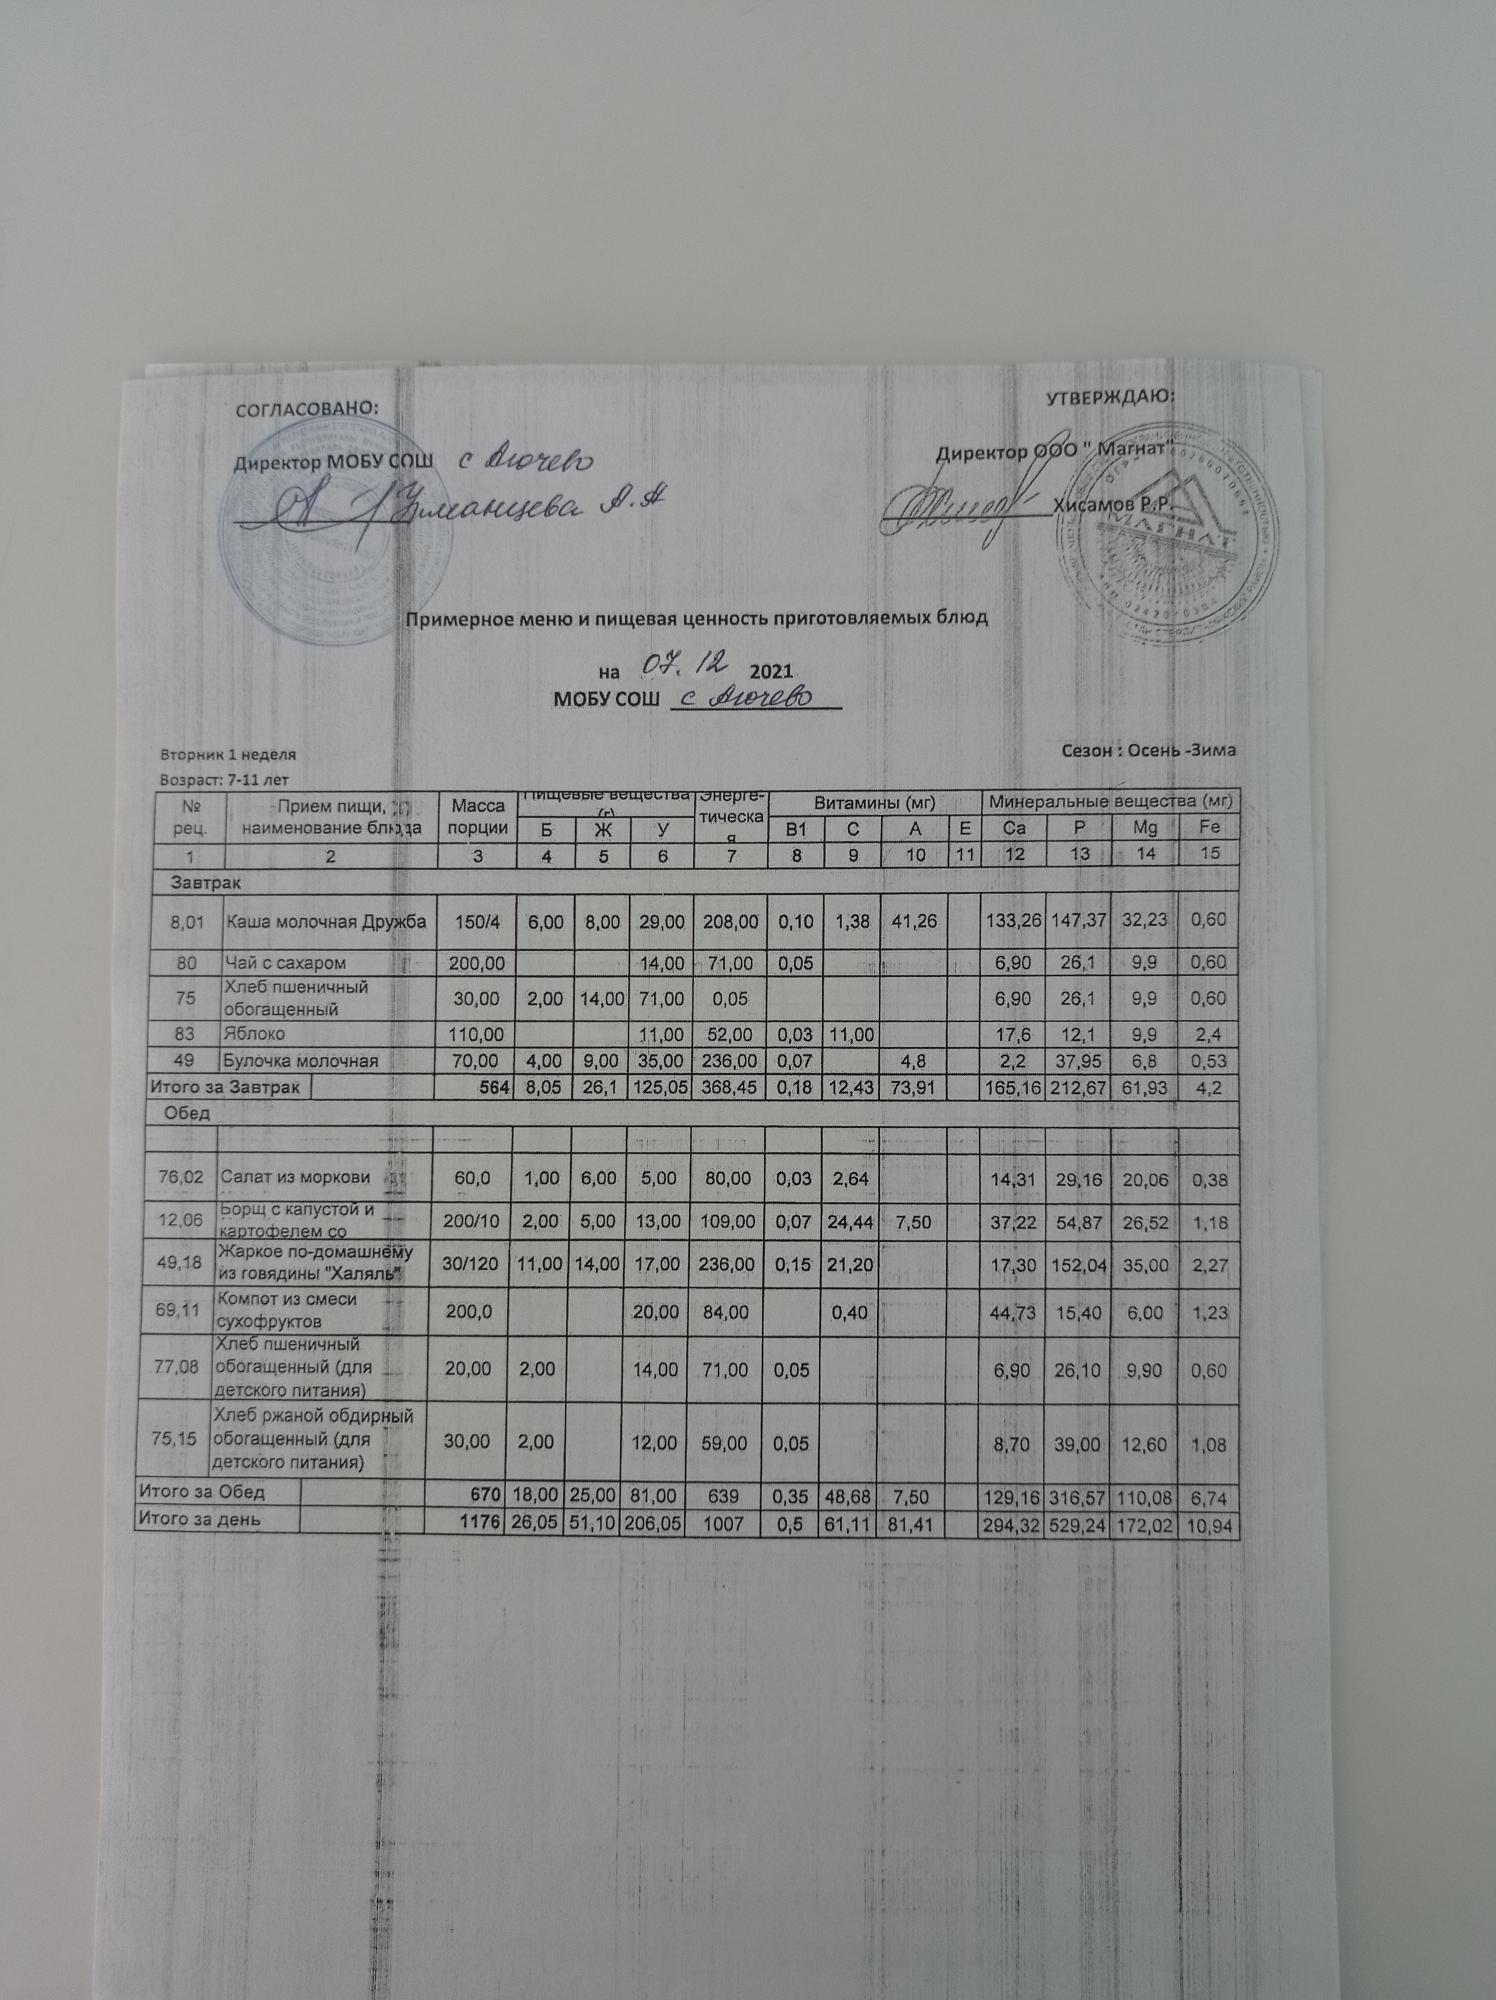 СОГЛАСОВАНО:
УТВЕРЖДАЮ:
Директор МОБУ СОШ с Агочево
Директор ООО " Магнат"
Уманцева А.А
Хисамов Р.Р.
МАГНАТ
Примерное меню и пищевая ценность приготовляемых блюд
на 07.12 2021
МОБУ СОШ с Агочево
Вторник 1 неделя
Сезон : Осень -Зима
Возраст: 7-11 лет
№ рец. Прием пищи, наименование блюда Масса порции Пищевые вещества (г) Энерге-тическа я Витамины (мг) Минеральные вещества (мг)
Б Ж У В1 С А Е Ca P Mg Fe
1 2 3 4 5 6 7 8 9 10 11 12 13 14 15
Завтрак
8,01 Каша молочная Дружба 150/4 6,00 8,00 29,00 208,00 0,10 1,38 41,26 133,26 147,37 32,23 0,60
80 Чай с сахаром 200,00 14,00 71,00 0,05 6,90 26,1 9,9 0,60
75 Хлеб пшеничный обогащенный 30,00 2,00 14,00 71,00 0,05 6,90 26,1 9,9 0,60
83 Яблоко 110,00 11,00 52,00 0,03 11,00 17,6 12,1 9,9 2,4
49 Булочка молочная 70,00 4,00 9,00 35,00 236,00 0,07 4,8 2,2 37,95 6,8 0,53
Итого за Завтрак 564 8,05 26,1 125,05 368,45 0,18 12,43 73,91 165,16 212,67 61,93 4,2
Обед
76,02 Салат из моркови 60,0 1,00 6,00 5,00 80,00 0,03 2,64 14,31 29,16 20,06 0,38
12,06 Борщ с капустой и картофелем со 200/10 2,00 5,00 13,00 109,00 0,07 24,44 7,50 37,22 54,87 26,52 1,18
49,18 Жаркое по-домашнему из говядины "Халяль" 30/120 11,00 14,00 17,00 236,00 0,15 21,20 17,30 152,04 35,00 2,27
69,11 Компот из смеси сухофруктов 200,0 20,00 84,00 0,40 44,73 15,40 6,00 1,23
77,08 Хлеб пшеничный обогащенный (для детского питания) 20,00 2,00 14,00 71,00 0,05 6,90 26,10 9,90 0,60
75,15 Хлеб ржаной обдирный обогащенный (для детского питания) 30,00 2,00 12,00 59,00 0,05 8,70 39,00 12,60 1,08
Итого за Обед 670 18,00 25,00 81,00 639 0,35 48,68 7,50 129,16 316,57 110,08 6,74
Итого за день 1176 26,05 51,10 206,05 1007 0,5 61,11 81,41 294,32 529,24 172,02 10,94